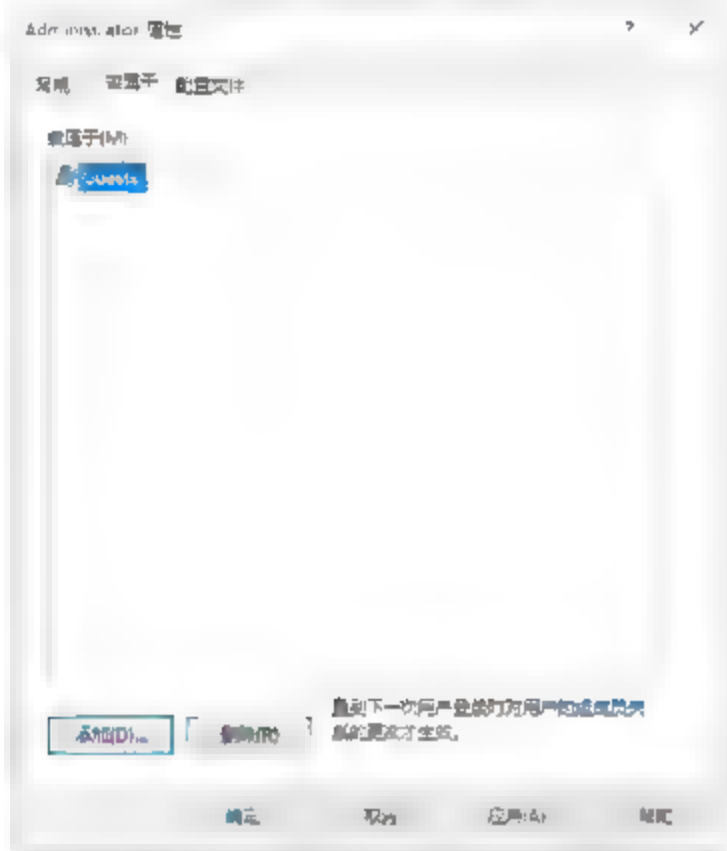 Administrator 属性
常规 隶属于 配置文件
隶属于(M)
Guests
添加(D)... 删除(R)
直到下一次用户登录时对用户的组成员关
系的更改才生效。
确定 取消 应用(A) 帮助